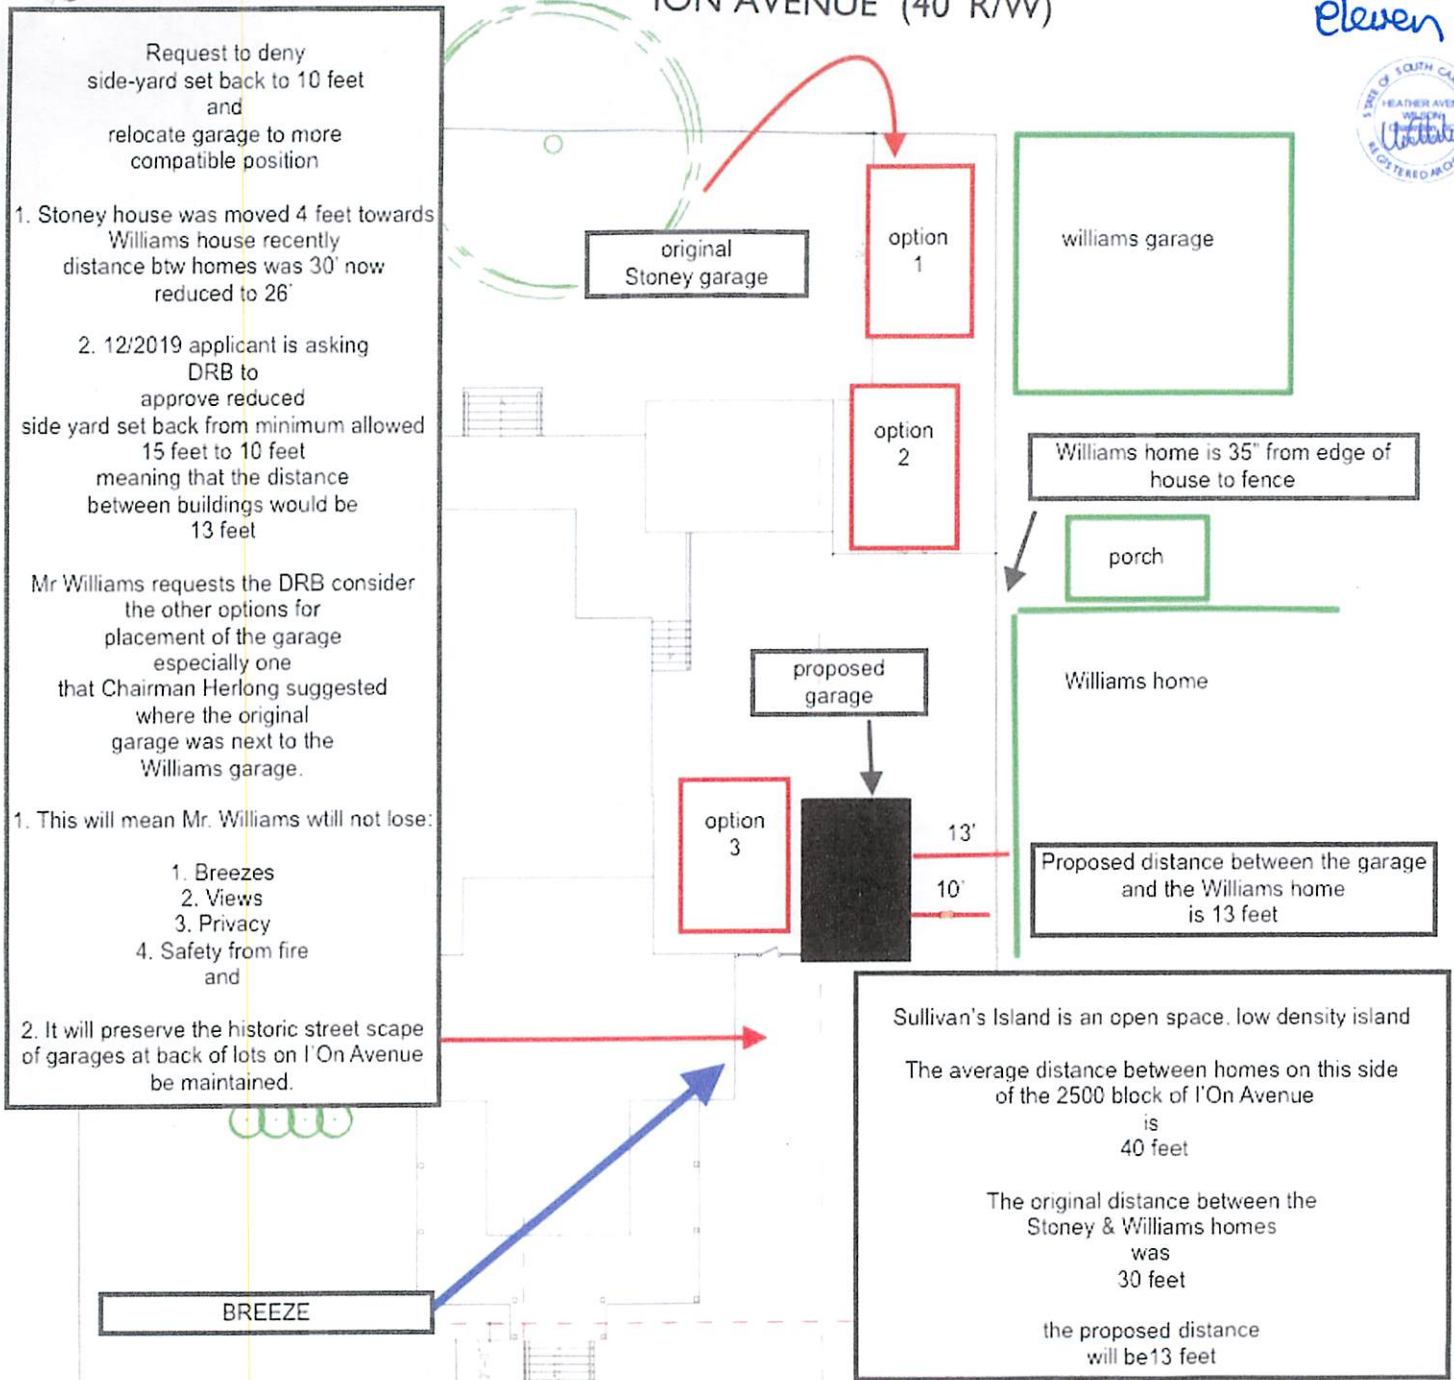 ION AVENUE (40' R/W)
eleven
STATE OF SOUTH CA
HEATHER AVE
WILSON
REGISTERED ARC
Request to deny
side-yard set back to 10 feet
and
relocate garage to more
compatible position
1. Stoney house was moved 4 feet towards
Williams house recently
distance btw homes was 30' now
reduced to 26'
2. 12/2019 applicant is asking
DRB to
approve reduced
side yard set back from minimum allowed
15 feet to 10 feet
meaning that the distance
between buildings would be
13 feet
Mr Williams requests the DRB consider
the other options for
placement of the garage
especially one
that Chairman Herlong suggested
where the original
garage was next to the
Williams garage.
1. This will mean Mr. Williams wtill not lose:
1. Breezes
2. Views
3. Privacy
4. Safety from fire
and
2. It will preserve the historic street scape
of garages at back of lots on I'On Avenue
be maintained.
original
Stoney garage
option
1
williams garage
option
2
Williams home is 35" from edge of
house to fence
porch
Williams home
proposed
garage
option
3
13'
10'
Proposed distance between the garage
and the Williams home
is 13 feet
Sullivan's Island is an open space. low density island
The average distance between homes on this side
of the 2500 block of I'On Avenue
is
40 feet
The original distance between the
Stoney & Williams homes
was
30 feet
the proposed distance
will be13 feet
BREEZE